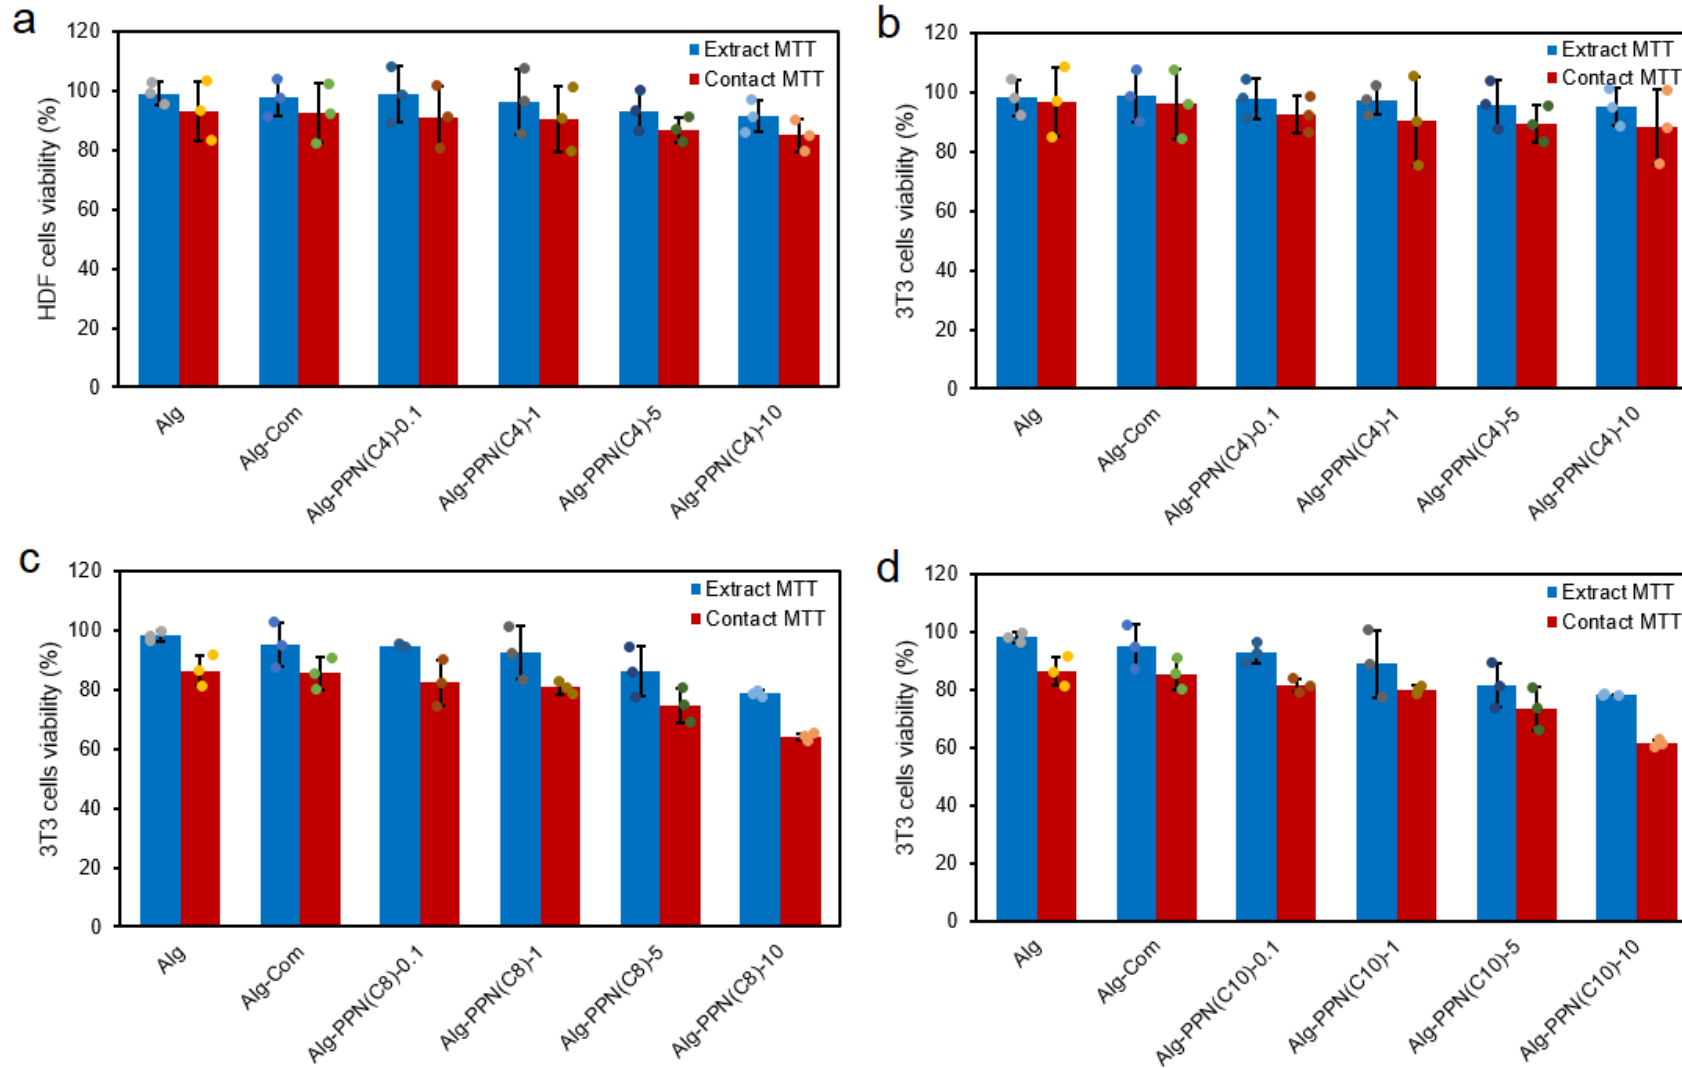 a
120
100
80
60
40
20
0
HDF cells viability (%)
Extract MTT
Contact MTT
Alg
Alg-Com
Alg-PPN(C4)-0.1
Alg-PPN(C4)-1
Alg-PPN(C4)-5
Alg-PPN(C4)-10
b
120
100
80
60
40
20
0
3T3 cells viability (%)
Extract MTT
Contact MTT
Alg
Alg-Com
Alg-PPN(C4)-0.1
Alg-PPN(C4)-1
Alg-PPN(C4)-5
Alg-PPN(C4)-10
c
120
100
80
60
40
20
0
3T3 cells viability (%)
Extract MTT
Contact MTT
Alg
Alg-Com
Alg-PPN(C8)-0.1
Alg-PPN(C8)-1
Alg-PPN(C8)-5
Alg-PPN(C8)-10
d
120
100
80
60
40
20
0
3T3 cells viability (%)
Extract MTT
Contact MTT
Alg
Alg-Com
Alg-PPN(C10)-0.1
Alg-PPN(C10)-1
Alg-PPN(C10)-5
Alg-PPN(C10)-10